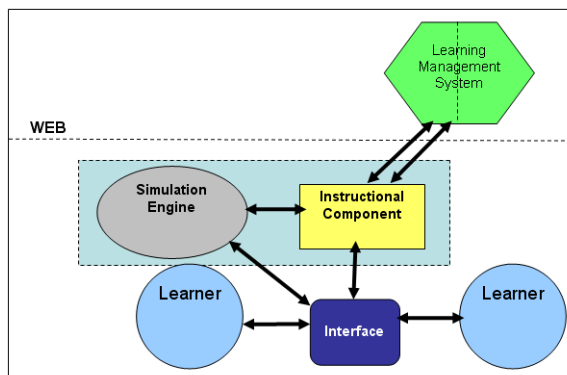 Learning
Management
System
WEB
Simulation
Engine
Instructional
Component
Learner
Learner
Interface